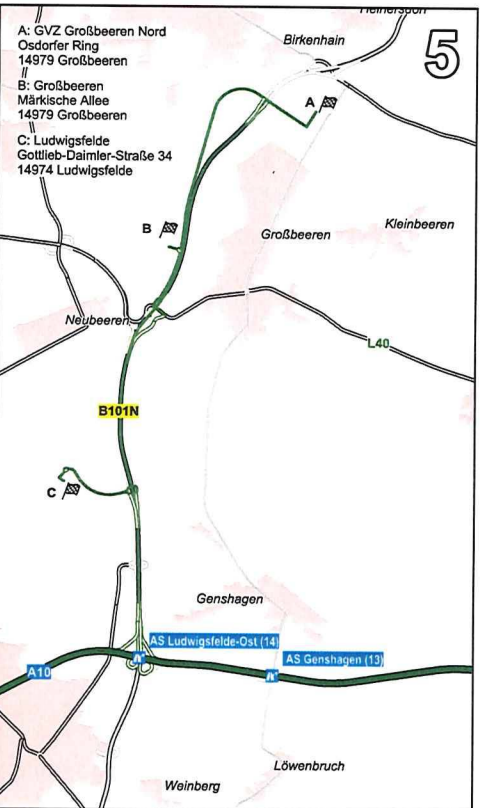 Heinersdorf
A: GVZ Großbeeren Nord
Osdorfer Ring
14979 Großbeeren
B: Großbeeren
Märkische Allee
14979 Großbeeren
C: Ludwigsfelde
Gottlieb-Daimler-Straße 34
14974 Ludwigsfelde
5
Birkenhain
A
B
Großbeeren
Kleinbeeren
Neubeeren
L40
B101N
C
Genshagen
AS Ludwigsfelde-Ost (14)
AS Genshagen (13)
A10
Löwenbruch
Weinberg